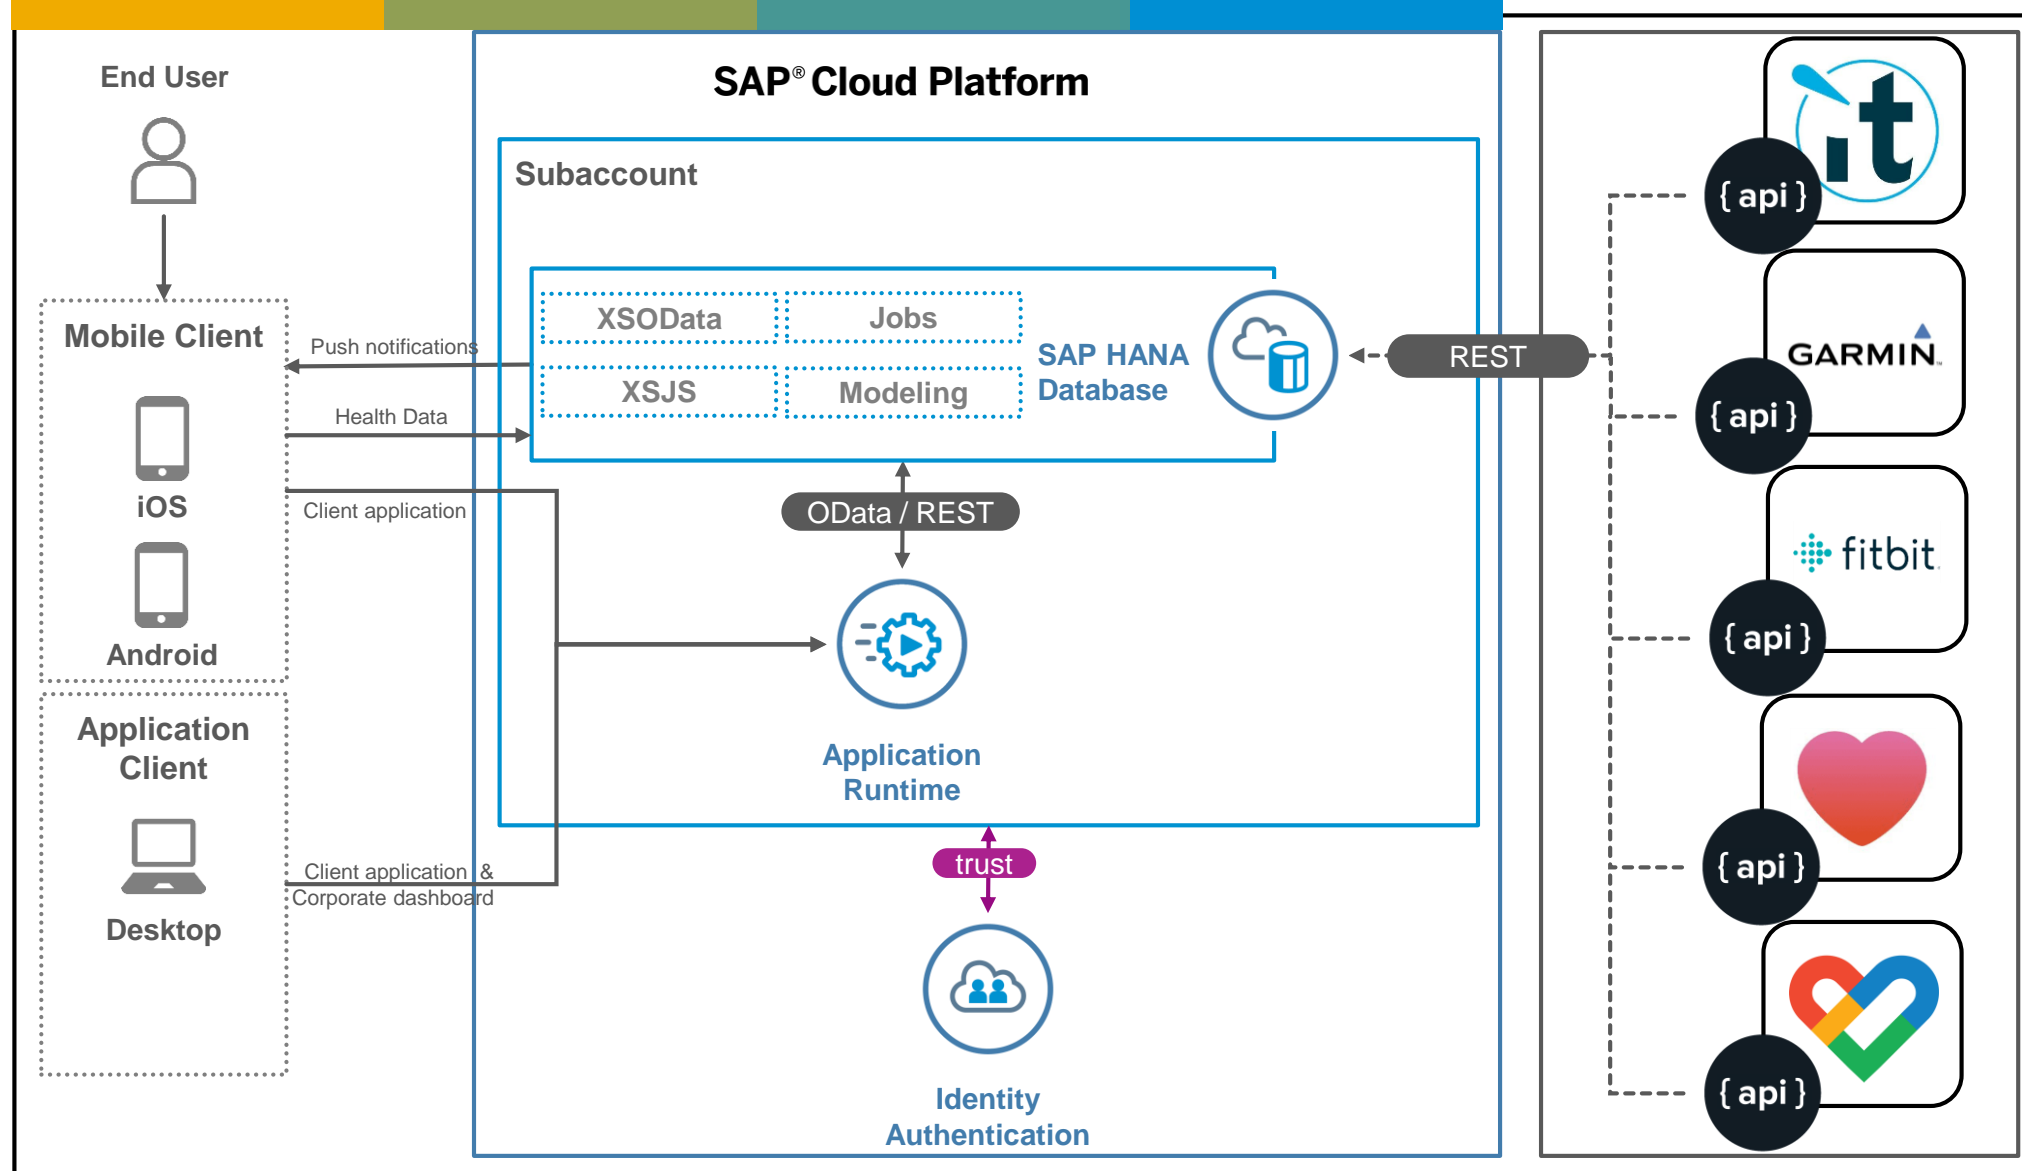 End User
Mobile Client
iOS
Android
Application
Client
Desktop
Push notifications
Health Data
Client application
Client application &
Corporate dashboard
SAP® Cloud Platform
Subaccount
XSOData
Jobs
XSJS
Modeling
SAP HANA
Database
OData / REST
Application
Runtime
trust
Identity
Authentication
REST
it
{ api }
GARMIN
{ api }
fitbit
{ api }
{ api }
{ api }